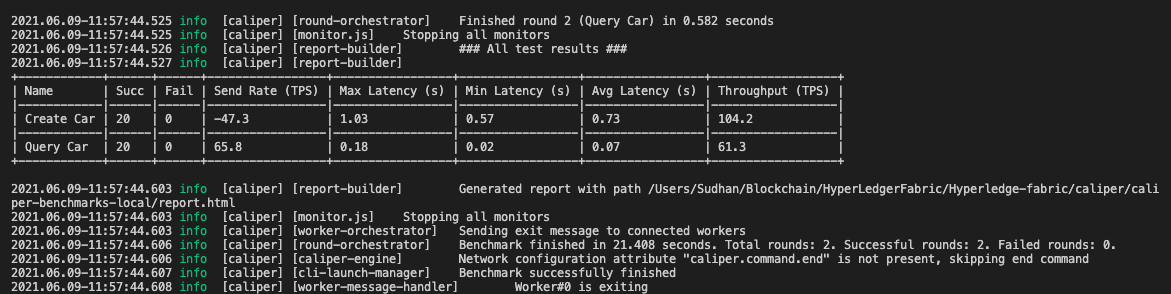 2021.06.09-11:57:44.525 info [caliper] [round-orchestrator] Finished round 2 (Query Car) in 0.582 seconds
2021.06.09-11:57:44.525 info [caliper] [monitor.js] Stopping all monitors
2021.06.09-11:57:44.526 info [caliper] [report-builder] ### All test results ###
2021.06.09-11:57:44.527 info [caliper] [report-builder]
+------------+------+------+-----------------+-----------------+-----------------+-----------------+------------------+
| Name | Succ | Fail | Send Rate (TPS) | Max Latency (s) | Min Latency (s) | Avg Latency (s) | Throughput (TPS) |
|------------|------|------|-----------------|-----------------|-----------------|-----------------|------------------|
| Create Car | 20 | 0 | -47.3 | 1.03 | 0.57 | 0.73 | 104.2 |
|------------|------|------|-----------------|-----------------|-----------------|-----------------|------------------|
| Query Car | 20 | 0 | 65.8 | 0.18 | 0.02 | 0.07 | 61.3 |
+------------+------+------+-----------------+-----------------+-----------------+-----------------+------------------+
2021.06.09-11:57:44.603 info [caliper] [report-builder] Generated report with path /Users/Sudhan/Blockchain/HyperLedgerFabric/Hyperledge-fabric/caliper/cali
per-benchmarks-local/report.html
2021.06.09-11:57:44.603 info [caliper] [monitor.js] Stopping all monitors
2021.06.09-11:57:44.603 info [caliper] [worker-orchestrator] Sending exit message to connected workers
2021.06.09-11:57:44.606 info [caliper] [round-orchestrator] Benchmark finished in 21.408 seconds. Total rounds: 2. Successful rounds: 2. Failed rounds: 0.
2021.06.09-11:57:44.606 info [caliper] [caliper-engine] Network configuration attribute "caliper.command.end" is not present, skipping end command
2021.06.09-11:57:44.607 info [caliper] [cli-launch-manager] Benchmark successfully finished
2021.06.09-11:57:44.608 info [caliper] [worker-message-handler] Worker#0 is exiting